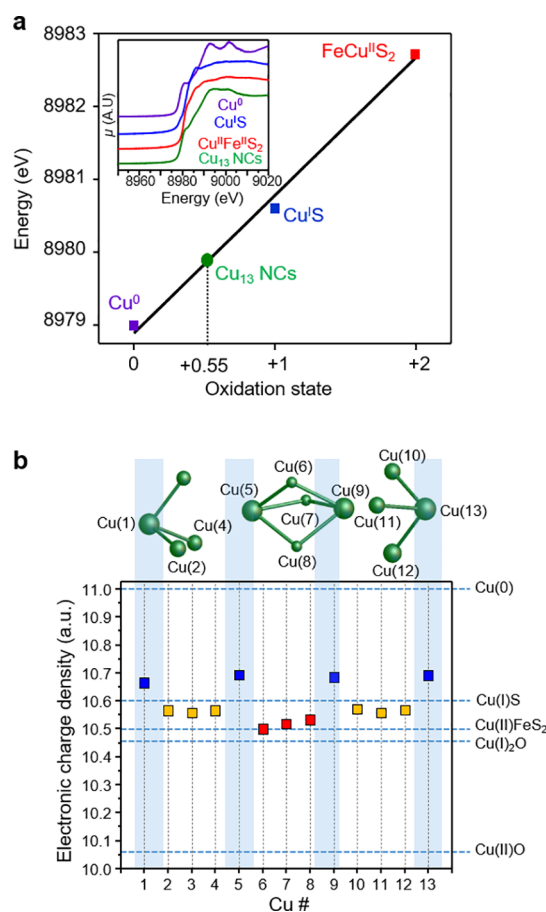 a
8983
8982
8981
8980
8979
Energy (eV)
FeCuᴵᴵS₂
μ (A.U)
Cu⁰
CuᴵS
CuᴵᴵFeᴵᴵS₂
Cu₁₃ NCs
8960 8980 9000 9020
Energy (eV)
CuᴵS
Cu₁₃ NCs
Cu⁰
0 +0.55 +1 +2
Oxidation state
b
Cu(1)
Cu(4)
Cu(2)
Cu(6)
Cu(5)
Cu(9)
Cu(7)
Cu(8)
Cu(10)
Cu(11)
Cu(13)
Cu(12)
Electronic charge density (a.u.)
11.0
10.9
10.8
10.7
10.6
10.5
10.4
10.3
10.2
10.1
10.0
Cu(0)
Cu(I)S
Cu(II)FeS₂
Cu(I)₂O
Cu(II)O
1 2 3 4 5 6 7 8 9 10 11 12 13
Cu #